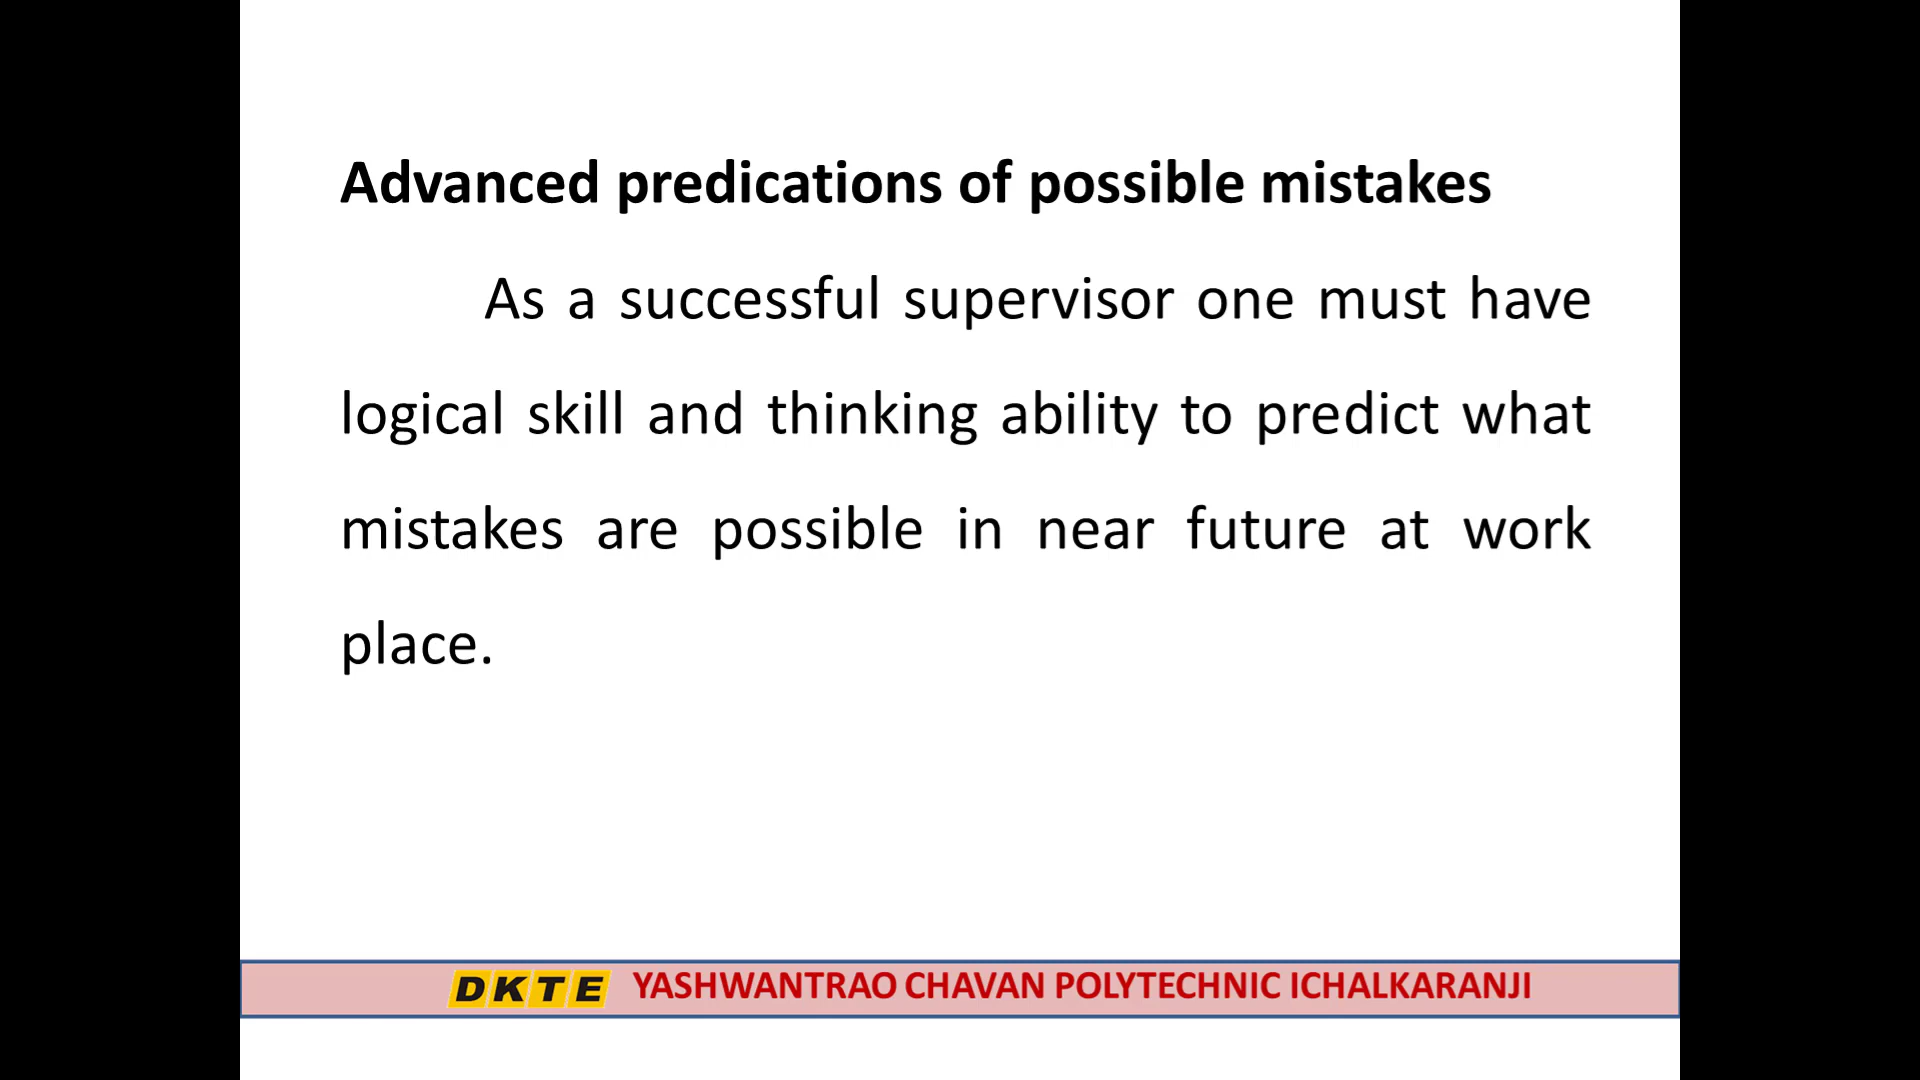 Advanced predications of possible mistakes
As a successful supervisor one must have
logical skill and thinking ability to predict what
mistakes are possible in near future at work
place.
DKTE YASHWANTRAO CHAVAN POLYTECHNIC ICHALKARANJI